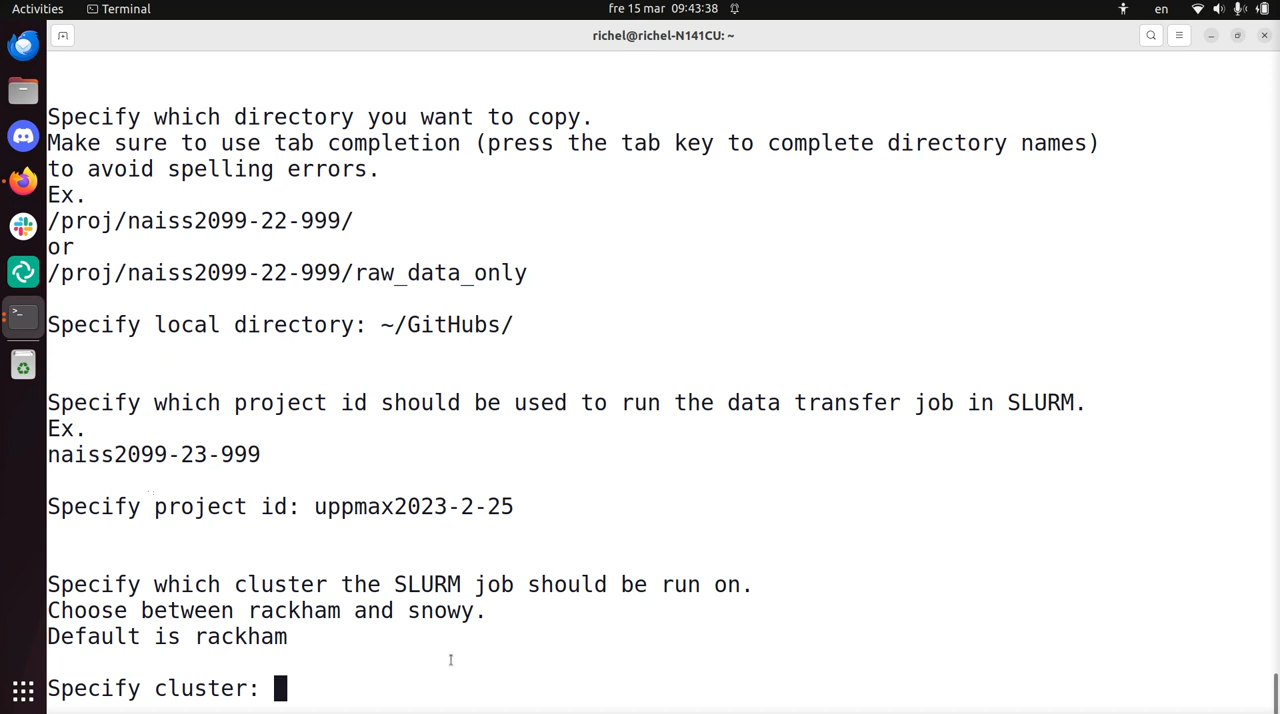 Activities
Terminal
fre 15 mar 09:43:38
en
richel@richel-N141CU: ~
Specify which directory you want to copy.
Make sure to use tab completion (press the tab key to complete directory names)
to avoid spelling errors.
Ex.
/proj/naiss2099-22-999/
or
/proj/naiss2099-22-999/raw_data_only
Specify local directory: ~/GitHubs/
Specify which project id should be used to run the data transfer job in SLURM.
Ex.
naiss2099-23-999
Specify project id: uppmax2023-2-25
Specify which cluster the SLURM job should be run on.
Choose between rackham and snowy.
Default is rackham
Specify cluster: